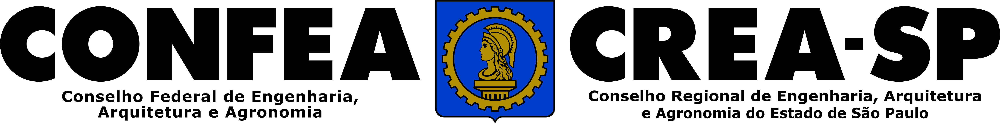 CONFEA
Conselho Federal de Engenharia,
Arquitetura e Agronomia
CREA-SP
Conselho Regional de Engenharia, Arquitetura
e Agronomia do Estado de São Paulo